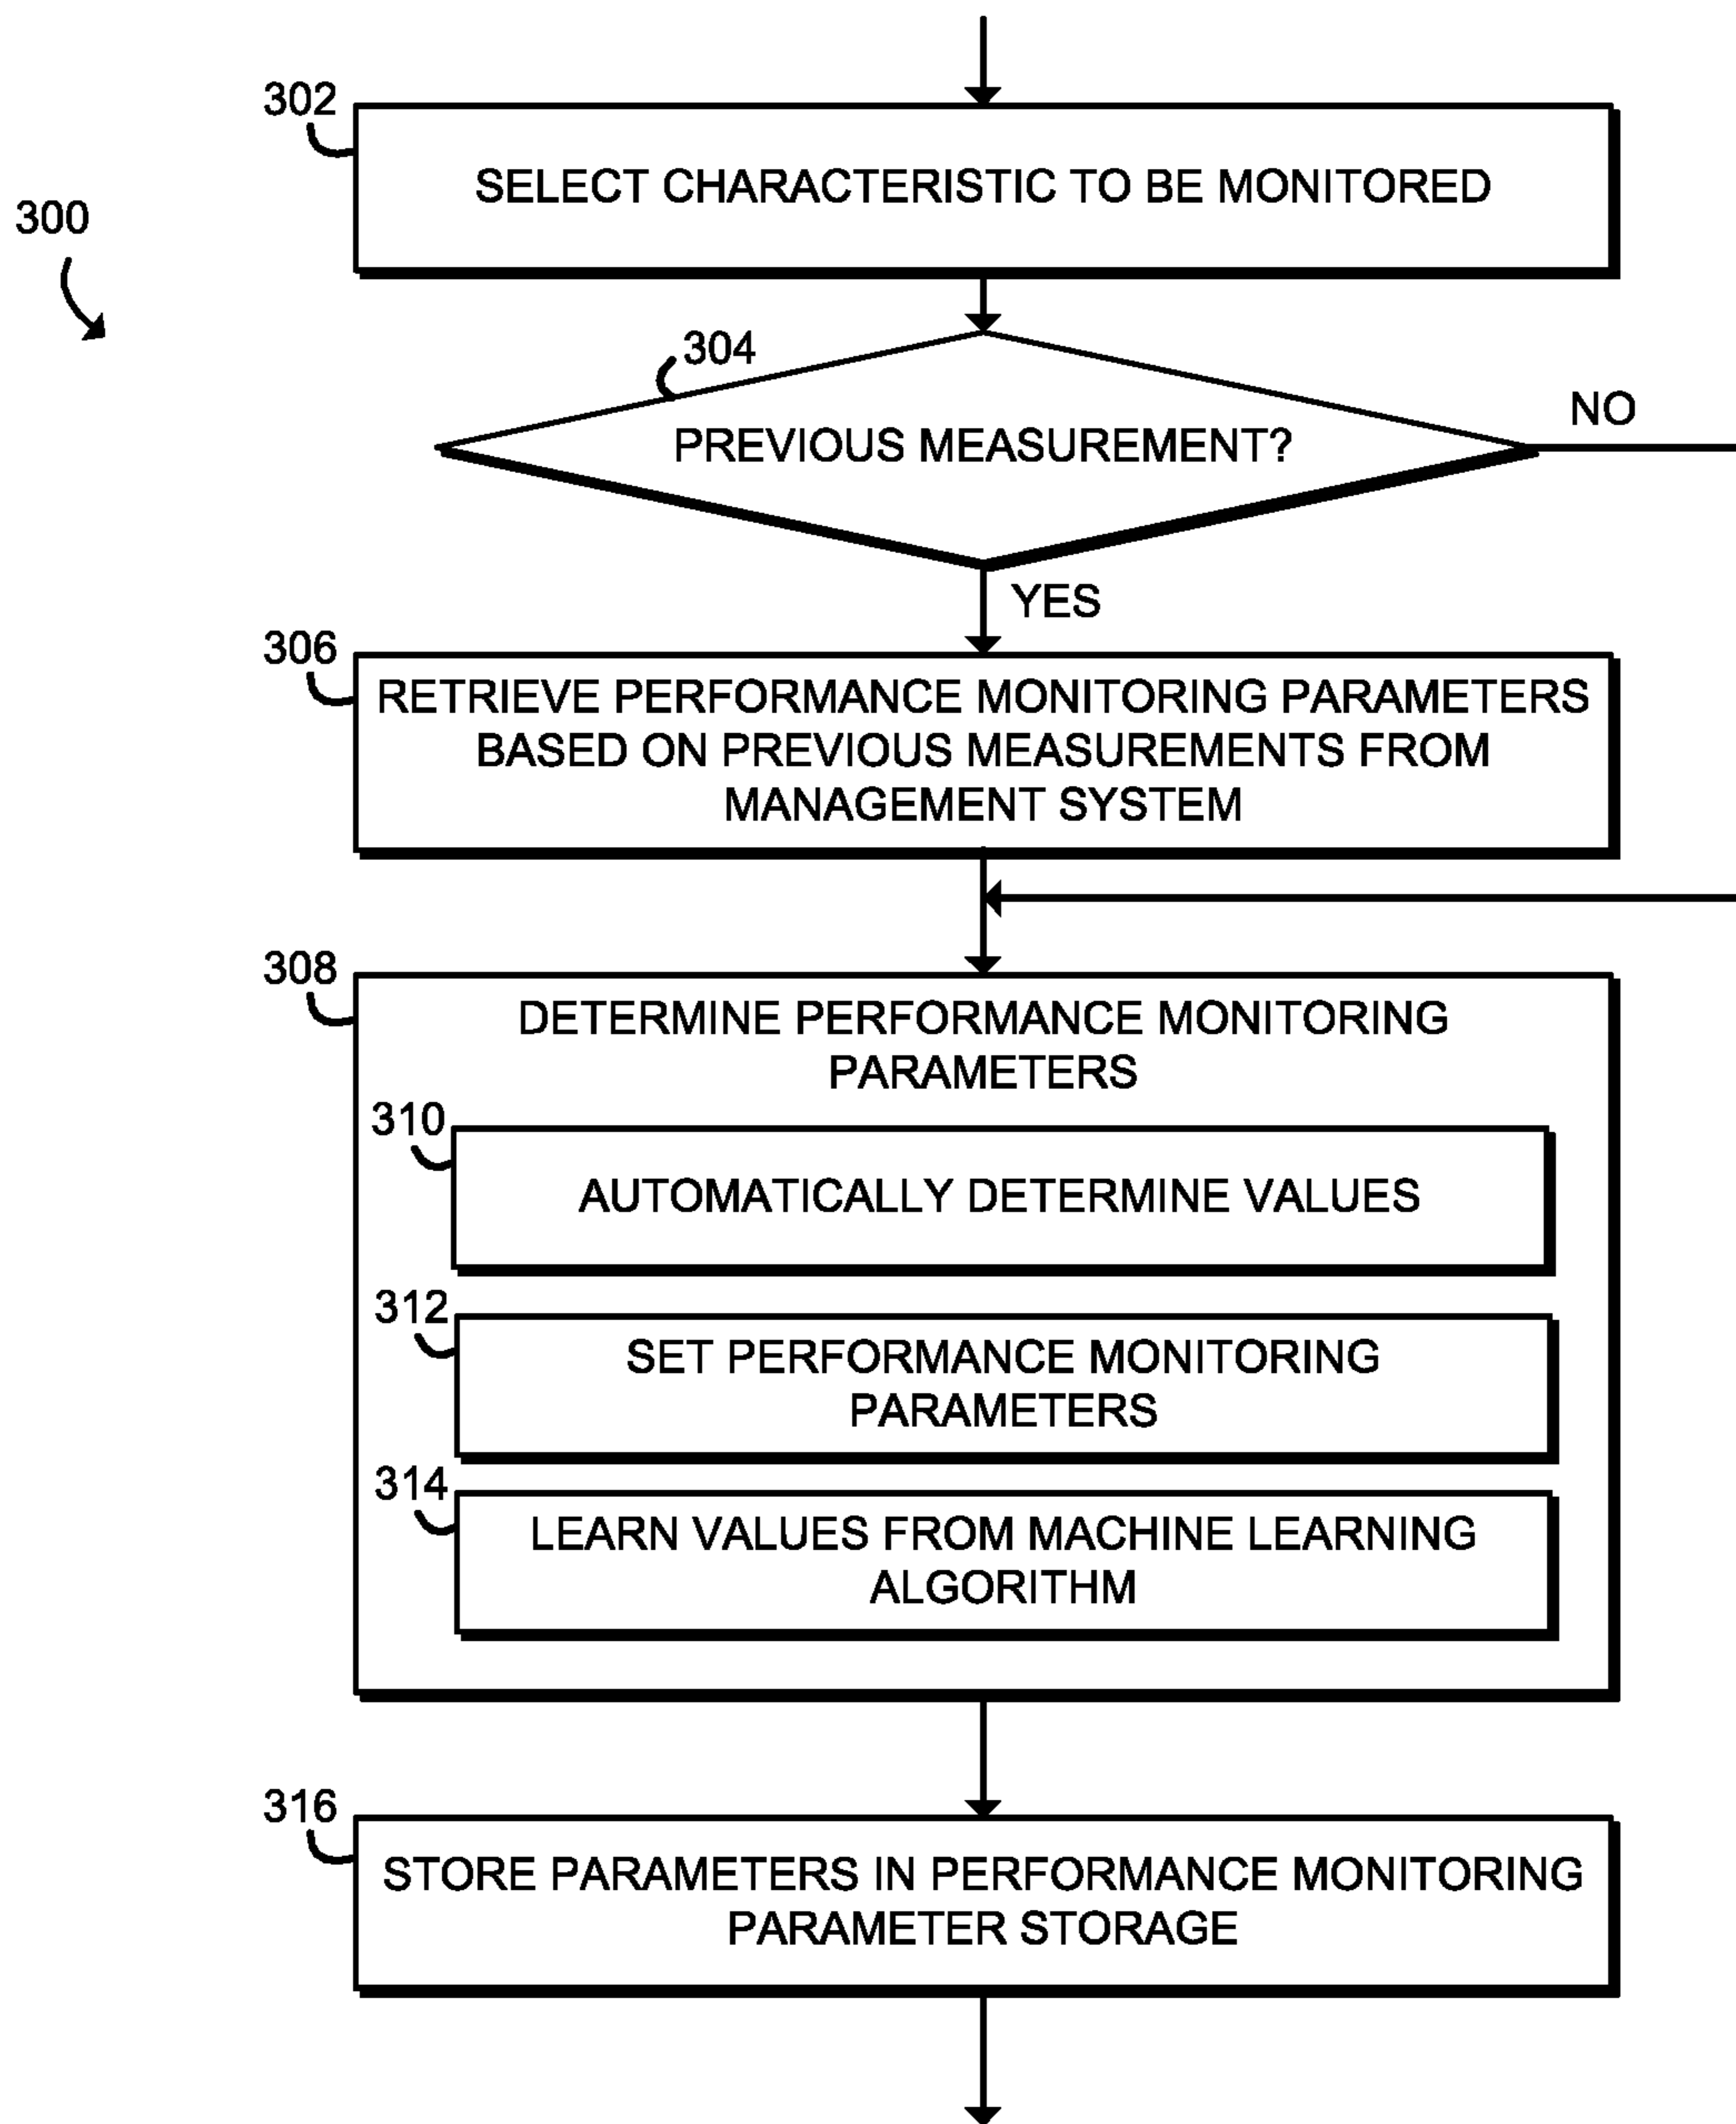 302
SELECT CHARACTERISTIC TO BE MONITORED
300
304
PREVIOUS MEASUREMENT?
NO
YES
306
RETRIEVE PERFORMANCE MONITORING PARAMETERS
BASED ON PREVIOUS MEASUREMENTS FROM
MANAGEMENT SYSTEM
308
DETERMINE PERFORMANCE MONITORING
PARAMETERS
310
AUTOMATICALLY DETERMINE VALUES
312
SET PERFORMANCE MONITORING
PARAMETERS
314
LEARN VALUES FROM MACHINE LEARNING
ALGORITHM
316
STORE PARAMETERS IN PERFORMANCE MONITORING
PARAMETER STORAGE